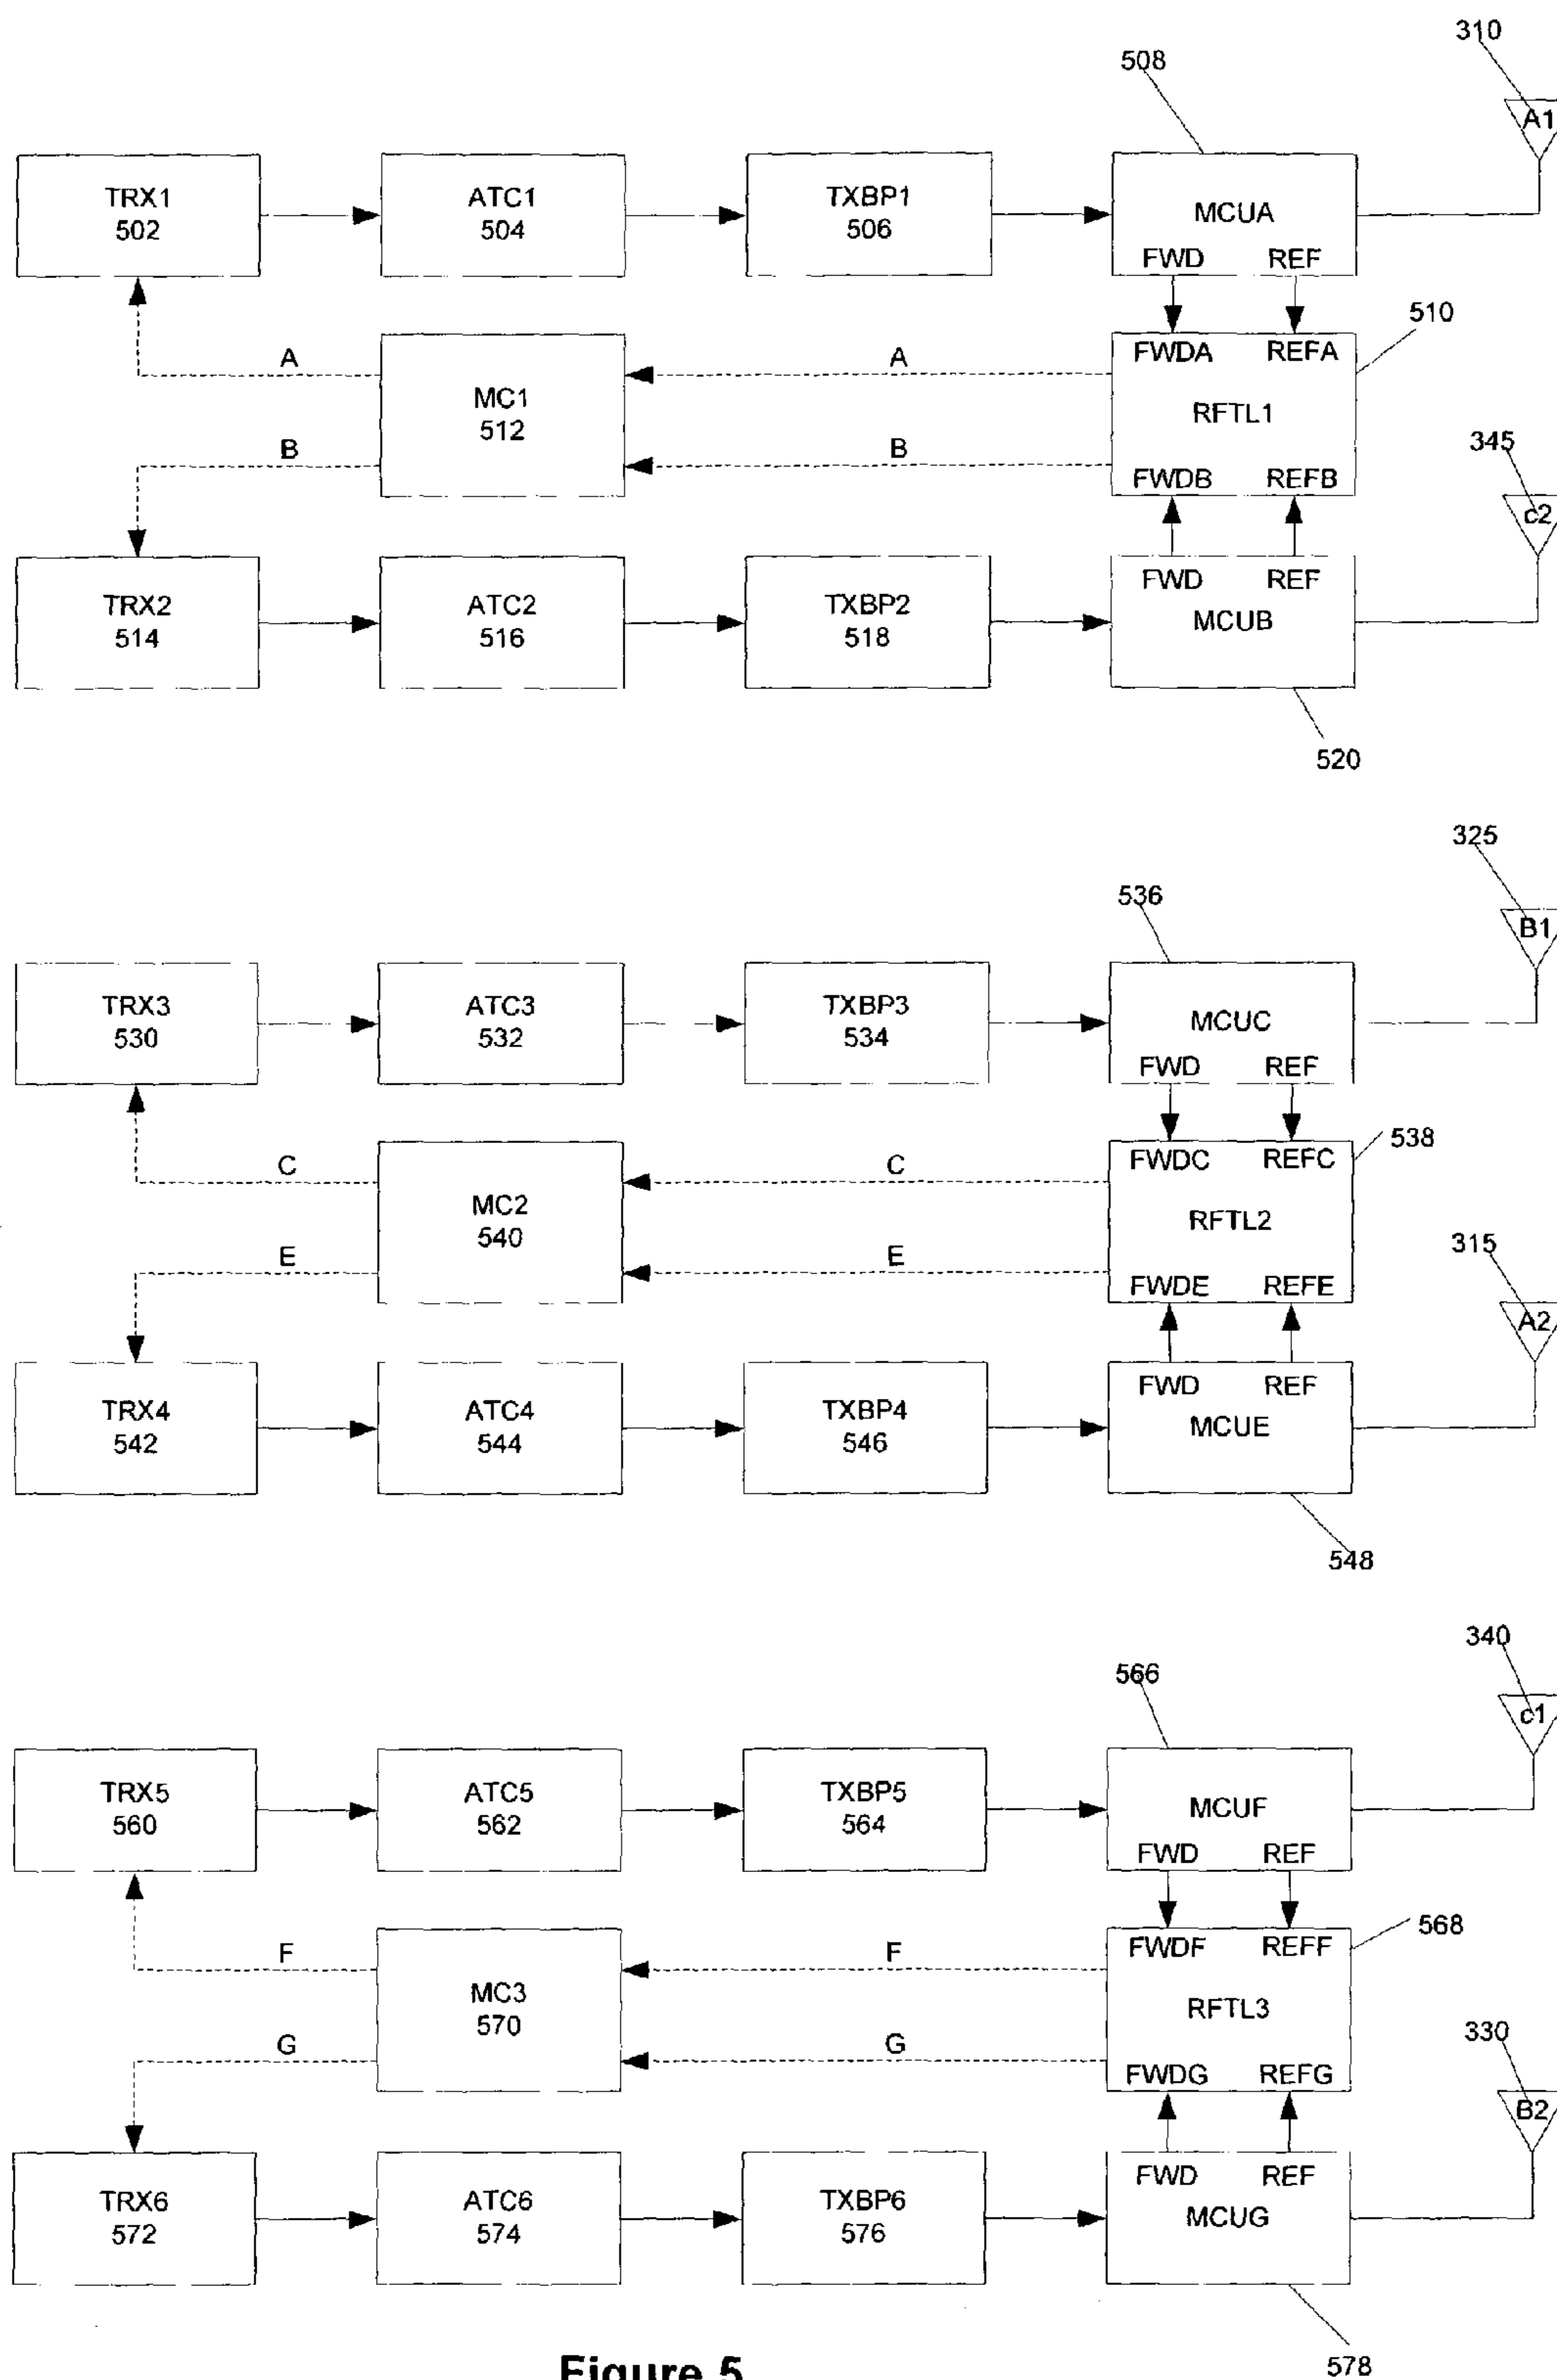 310
508
A1
TRX1
502
ATC1
504
TXBP1
506
MCUA
FWD REF
510
A A
FWDA REFA
MC1
512
RFTL1
345
B B
FWDB REFB
c2
TRX2
514
ATC2
516
TXBP2
518
FWD REF
MCUB
520
325
536
B1
TRX3
530
ATC3
532
TXBP3
534
MCUC
FWD REF
538
C C
FWDC REFC
MC2
540
RFTL2
315
E E
FWDE REFE
A2
TRX4
542
ATC4
544
TXBP4
546
FWD REF
MCUE
548
340
566
c1
TRX5
560
ATC5
562
TXBP5
564
MCUF
FWD REF
568
F F
FWDF REFF
MC3
570
RFTL3
330
G G
FWDG REFG
B2
TRX6
572
ATC6
574
TXBP6
576
FWD REF
MCUG
578
Figure 5